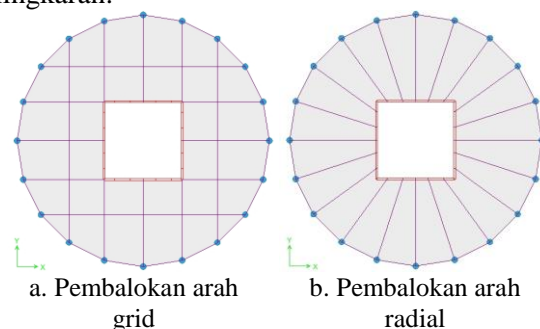 Y
X
Y
X
a. Pembalokan arah
grid
b. Pembalokan arah
radial